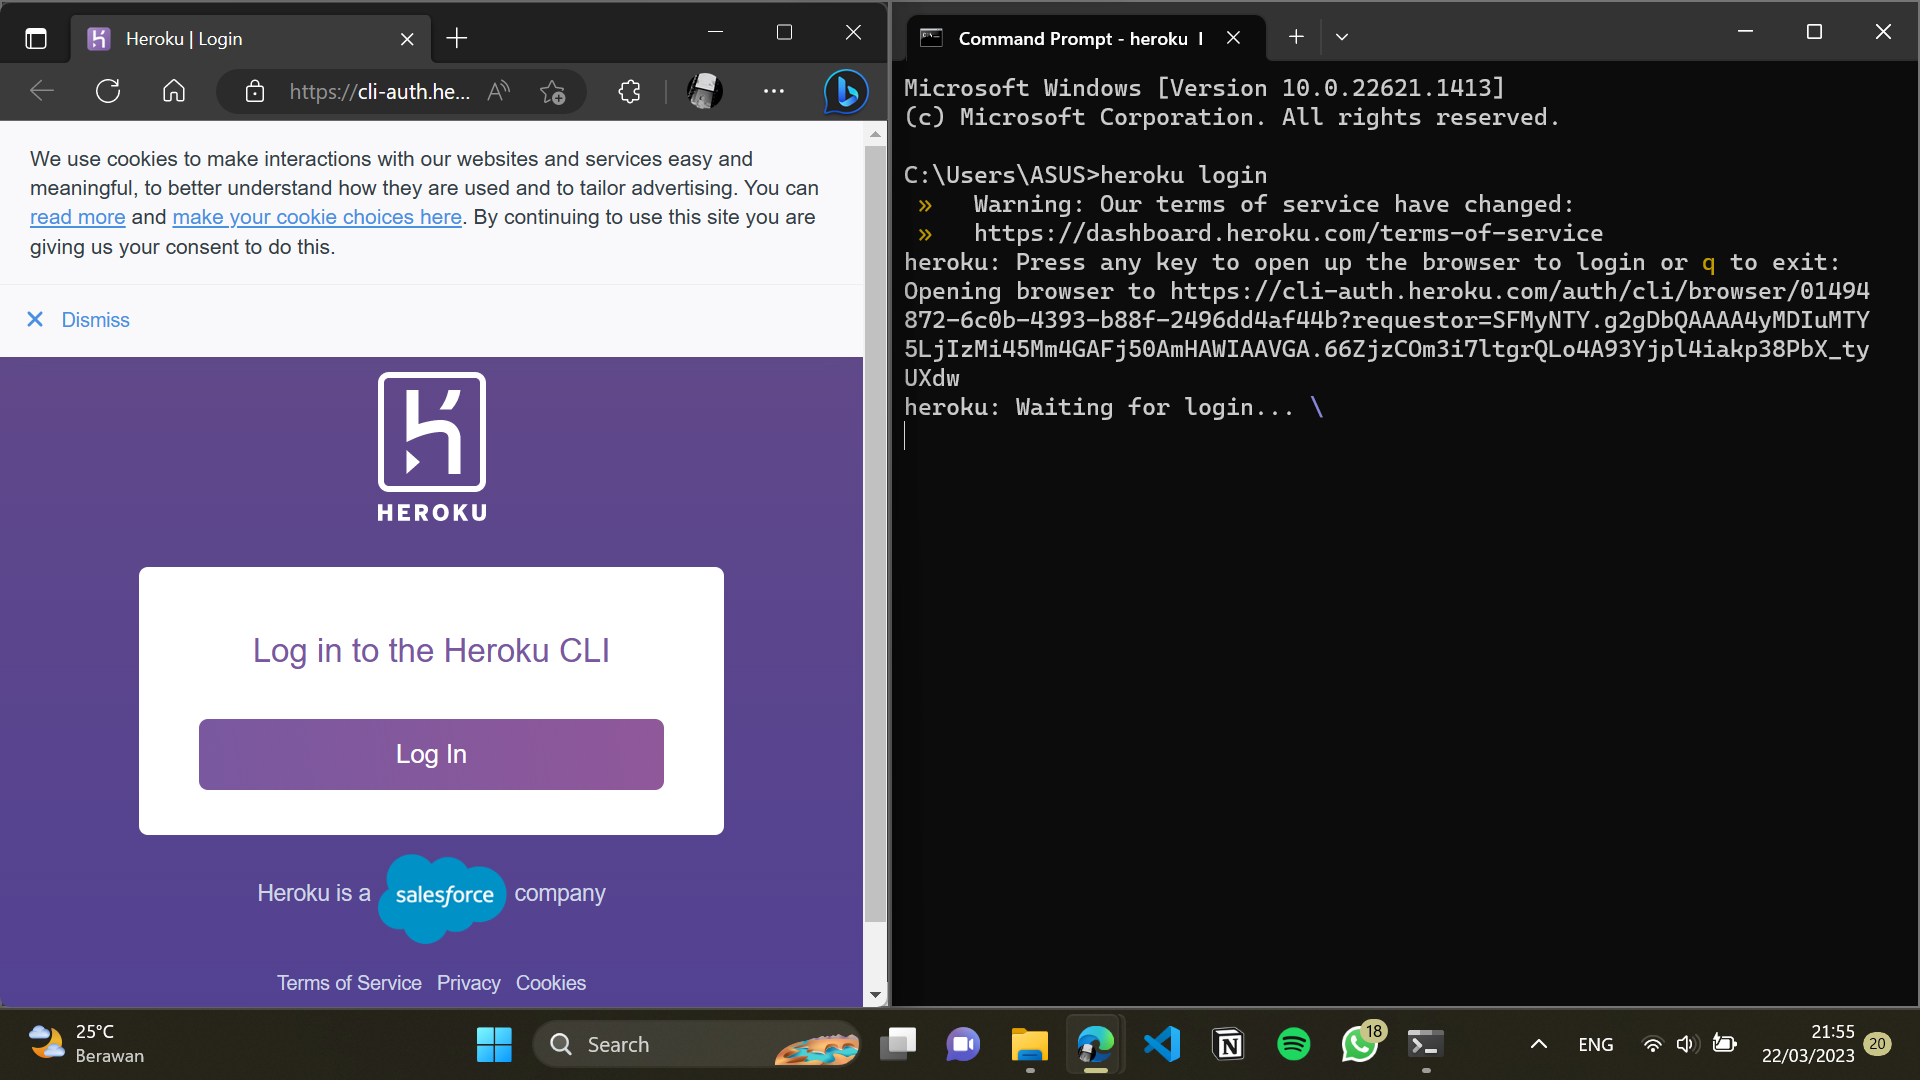 Heroku | Login
https://cli-auth.he...
We use cookies to make interactions with our websites and services easy and
meaningful, to better understand how they are used and to tailor advertising. You can
read more and make your cookie choices here. By continuing to use this site you are
giving us your consent to do this.
Dismiss
HEROKU
Log in to the Heroku CLI
Log In
Heroku is a salesforce company
Terms of Service Privacy Cookies
Command Prompt - heroku l
Microsoft Windows [Version 10.0.22621.1413]
(c) Microsoft Corporation. All rights reserved.
C:\Users\ASUS>heroku login
» Warning: Our terms of service have changed:
» https://dashboard.heroku.com/terms-of-service
heroku: Press any key to open up the browser to login or q to exit:
Opening browser to https://cli-auth.heroku.com/auth/cli/browser/01494
872-6c0b-4393-b88f-2496dd4af44b?requestor=SFMyNTY.g2gDbQAAAA4yMDIuMTY
5LjIzMi45Mm4GAFj50AmHAWIAAVGA.66ZjzCOm3i7ltgrQLo4A93Yjpl4iakp38PbX_ty
UXdw
heroku: Waiting for login... \
25°C
Berawan
Search
18
ENG
21:55
22/03/2023
20